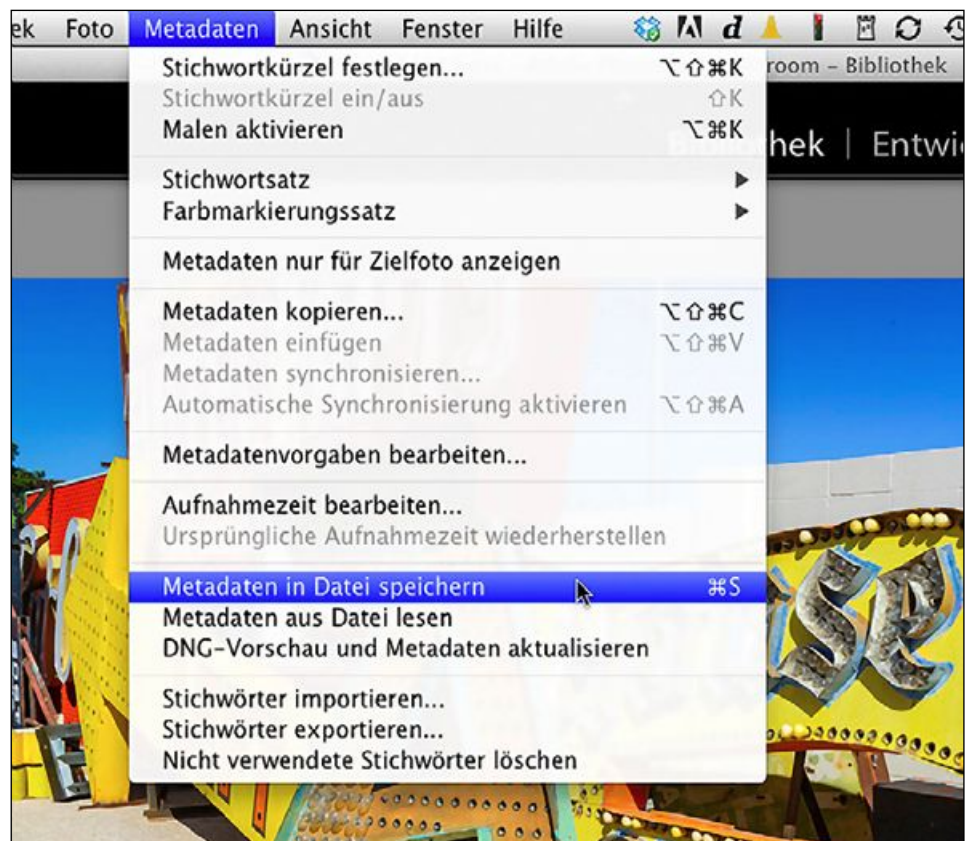 Foto Metadaten Ansicht Fenster Hilfe d
Stichwortkürzel festlegen... ⌥⇧⌘K
room – Bibliothek
Stichwortkürzel ein/aus ⇧K
Malen aktivieren ⌥⌘K
hek | Entwi
Stichwortsatz ▶
Farbmarkierungssatz ▶
Metadaten nur für Zielfoto anzeigen
Metadaten kopieren... ⌥⇧⌘C
Metadaten einfügen ⌥⇧⌘V
Metadaten synchronisieren...
Automatische Synchronisierung aktivieren ⌥⇧⌘A
Metadatenvorgaben bearbeiten...
Aufnahmezeit bearbeiten...
Ursprüngliche Aufnahmezeit wiederherstellen
Metadaten in Datei speichern ⌘S
Metadaten aus Datei lesen
DNG-Vorschau und Metadaten aktualisieren
Stichwörter importieren...
Stichwörter exportieren...
Nicht verwendete Stichwörter löschen